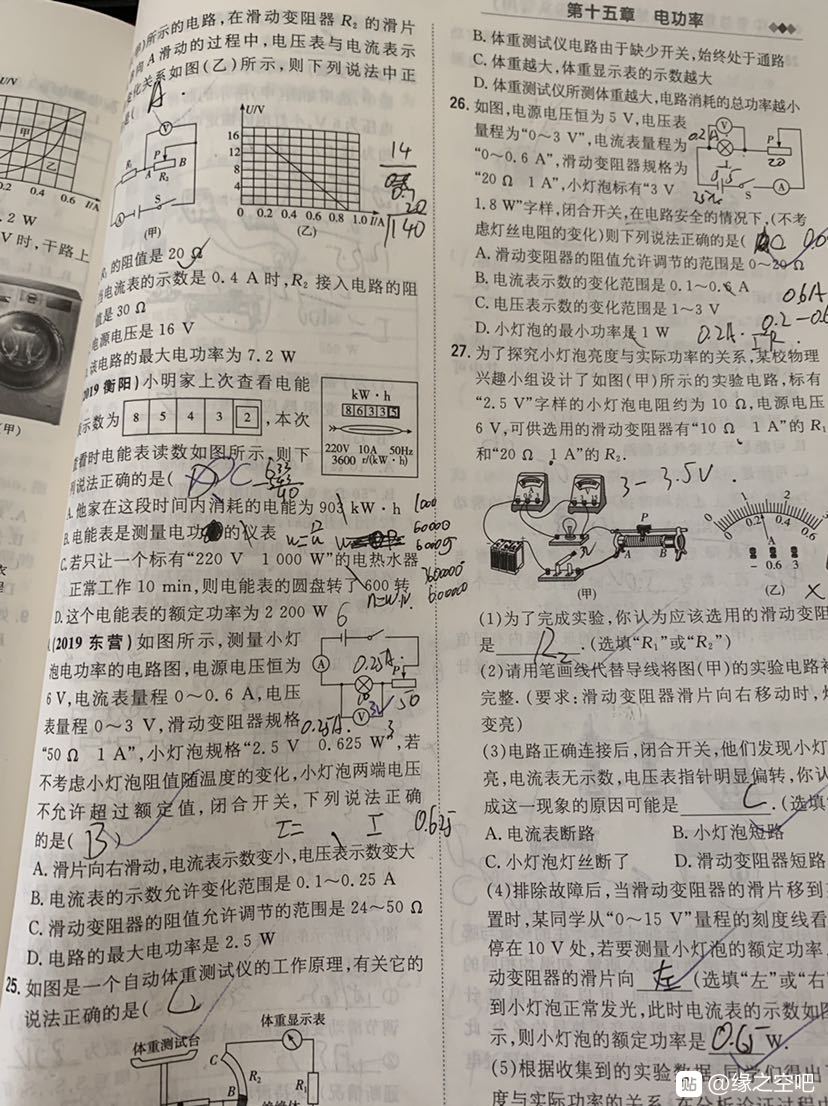 U/V
甲
乙
0.2 0.4 0.6 I/A
.2 W
V时,干路上
甲)
所示的电路,在滑动变阻器 R₂ 的滑片
A滑动的过程中,电压表与电流表示
化关系如图(乙)所示,则下列说法中正
是( A
U/V
16
12
8
4
0 0.2 0.4 0.6 0.8 1.0 I/A
V
R₁ P
A R₂ B
S
A
(甲)
(乙)
14
20
的阻值是 20 Ω
当电流表的示数是 0.4 A 时,R₂ 接入电路的阻
值是 30 Ω
电源电压是 16 V
该电路的最大电功率为 7.2 W
2019 衡阳)小明家上次查看电能
示数为 8 5 4 3 2 ,本次
kW·h
8 6 3 3 5
220V 10A 50Hz
3600 r/(kW·h)
查看时电能表读数如图所示,则下
列说法正确的是( C
A. 他家在这段时间内消耗的电能为 903 kW·h
B. 电能表是测量电功的仪表
C. 若只让一个标有“220 V 1 000 W”的电热水器
正常工作 10 min,则电能表的圆盘转了 600 转
D. 这个电能表的额定功率为 2 200 W
(2019 东营)如图所示,测量小灯
泡电功率的电路图,电源电压恒为
6 V,电流表量程 0~0.6 A,电压
表量程 0~3 V,滑动变阻器规格
“50 Ω 1 A”,小灯泡规格“2.5 V 0.625 W”,若
不考虑小灯泡阻值随温度的变化,小灯泡两端电压
不允许超过额定值,闭合开关,下列说法正确
的是( B )
6
A
0.25A
P
50
V
3V
0.25A
3
I=
I
0.625
A. 滑片向右滑动,电流表示数变小,电压表示数变大
B. 电流表的示数允许变化范围是 0.1~0.25 A
C. 滑动变阻器的阻值允许调节的范围是 24~50 Ω
D. 电路的最大电功率是 2.5 W
25. 如图是一个自动体重测试仪的工作原理,有关它的
说法正确的是( C
体重测试台
体重显示表
C
R₂
R₁
B
第十五章 电功率
B. 体重测试仪电路由于缺少开关,始终处于通路
C. 体重越大,体重显示表的示数越大
D. 体重测试仪所测体重越大,电路消耗的总功率越小
26. 如图,电源电压恒为 5 V,电压表
量程为“0~3 V”,电流表量程为
“0~0.6 A”,滑动变阻器规格为
“20 Ω 1 A”,小灯泡标有“3 V
1.8 W”字样,闭合开关,在电路安全的情况下,(不考
虑灯丝电阻的变化)则下列说法正确的是( C
V
0.2A
P
20
S
A
A. 滑动变阻器的阻值允许调节的范围是 0~20 Ω
B. 电流表示数的变化范围是 0.1~0. A
C. 电压表示数的变化范围是 1~3 V
D. 小灯泡的最小功率是 1 W
0.6A
0.2A.
27. 为了探究小灯泡亮度与实际功率的关系,某校物理
兴趣小组设计了如图(甲)所示的实验电路,标有
“2.5 V”字样的小灯泡电阻约为 10 Ω,电源电压
6 V,可供选用的滑动变阻器有“10 Ω 1 A”的 R₁
和“20 Ω 1 A”的 R₂.
3-3.5V.
P
A B
(甲)
0 1 2
0 0.2 0.4 0.6
A
- 0.6 3
(乙)
(1)为了完成实验,你认为应该选用的滑动变阻
是 R₂ .(选填“R₁”或“R₂”)
(2)请用笔画线代替导线将图(甲)的实验电路补
完整.(要求:滑动变阻器滑片向右移动时,灯
变亮)
(3)电路正确连接后,闭合开关,他们发现小灯
亮,电流表无示数,电压表指针明显偏转,你认
成这一现象的原因可能是 C .(选填
A. 电流表断路 B. 小灯泡短路
C. 小灯泡灯丝断了 D. 滑动变阻器短路
(4)排除故障后,当滑动变阻器的滑片移到
置时,某同学从“0~15 V”量程的刻度线看
停在 10 V 处,若要测量小灯泡的额定功率,
动变阻器的滑片向 左 (选填“左”或“右”
到小灯泡正常发光,此时电流表的示数如图
示,则小灯泡的额定功率是 0.65 W.
(5)根据收集到的实验数据,同学们得出了
度与实际功率的关系,在分析论证过程中
贴 @缘之空吧